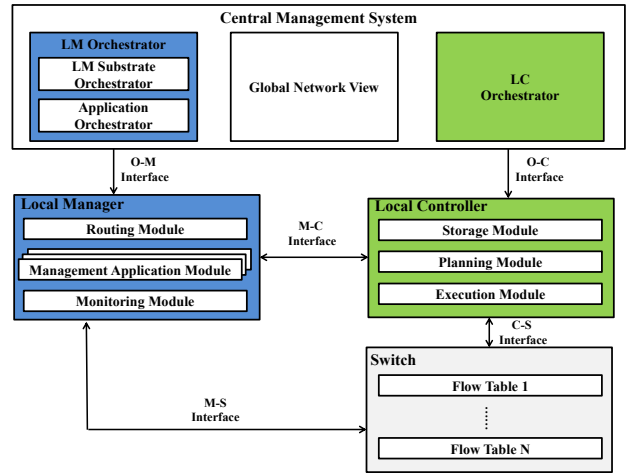 Central Management System
LM Orchestrator
LM Substrate
Orchestrator
Application
Orchestrator
Global Network View
LC
Orchestrator
O-M
Interface
O-C
Interface
Local Manager
Routing Module
Management Application Module
Monitoring Module
M-C
Interface
Local Controller
Storage Module
Planning Module
Execution Module
C-S
Interface
Switch
Flow Table 1
......
Flow Table N
M-S
Interface